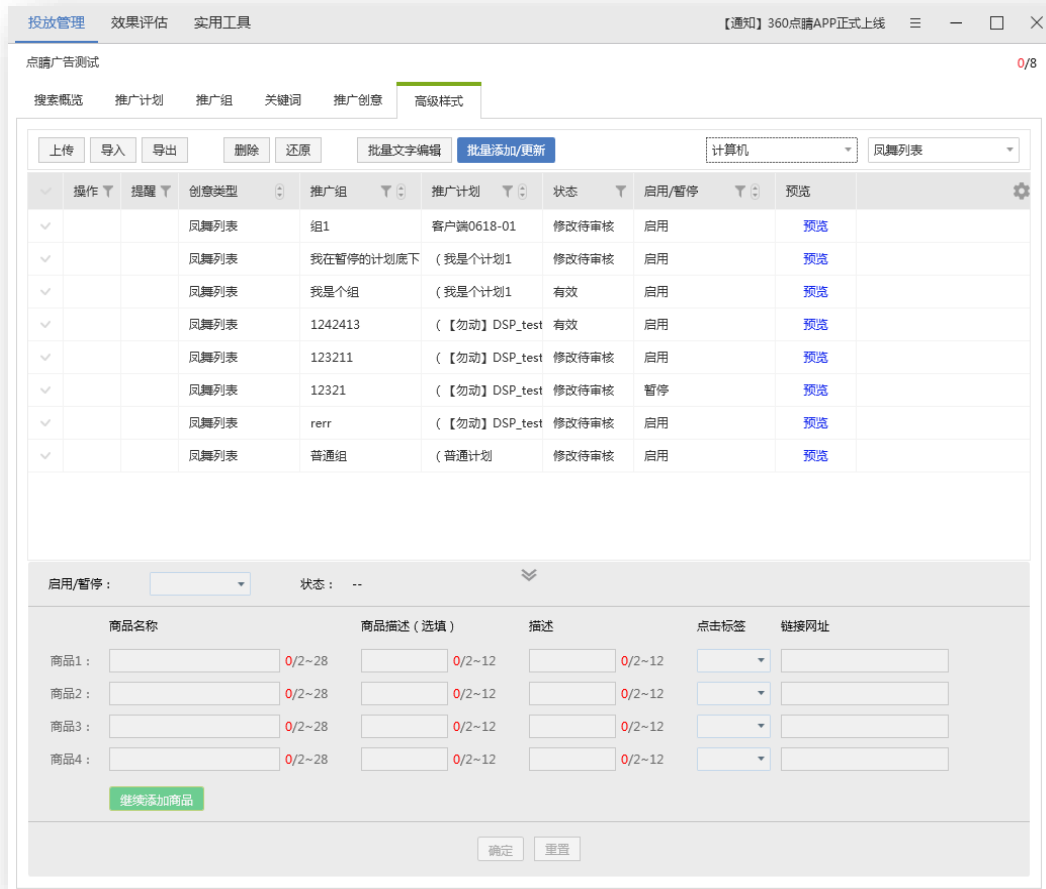 投放管理 效果评估 实用工具 【通知】360点睛APP正式上线
点睛广告测试 0/8
搜索概览 推广计划 推广组 关键词 推广创意 高级样式
上传 导入 导出 删除 还原 批量文字编辑 批量添加/更新 计算机 凤舞列表
操作 提醒 创意类型 推广组 推广计划 状态 启用/暂停 预览
凤舞列表 组1 客户端0618-01 修改待审核 启用 预览
凤舞列表 我在暂停的计划底下 （我是个计划1 修改待审核 启用 预览
凤舞列表 我是个组 （我是个计划1 有效 启用 预览
凤舞列表 1242413 （【勿动】DSP_test 有效 启用 预览
凤舞列表 123211 （【勿动】DSP_test 修改待审核 启用 预览
凤舞列表 12321 （【勿动】DSP_test 修改待审核 暂停 预览
凤舞列表 rerr （【勿动】DSP_test 修改待审核 启用 预览
凤舞列表 普通组 （普通计划 修改待审核 启用 预览
启用/暂停： 状态： --
商品名称 商品描述（选填） 描述 点击标签 链接网址
商品1： 0/2~28 0/2~12 0/2~12
商品2： 0/2~28 0/2~12 0/2~12
商品3： 0/2~28 0/2~12 0/2~12
商品4： 0/2~28 0/2~12 0/2~12
继续添加商品
确定 重置